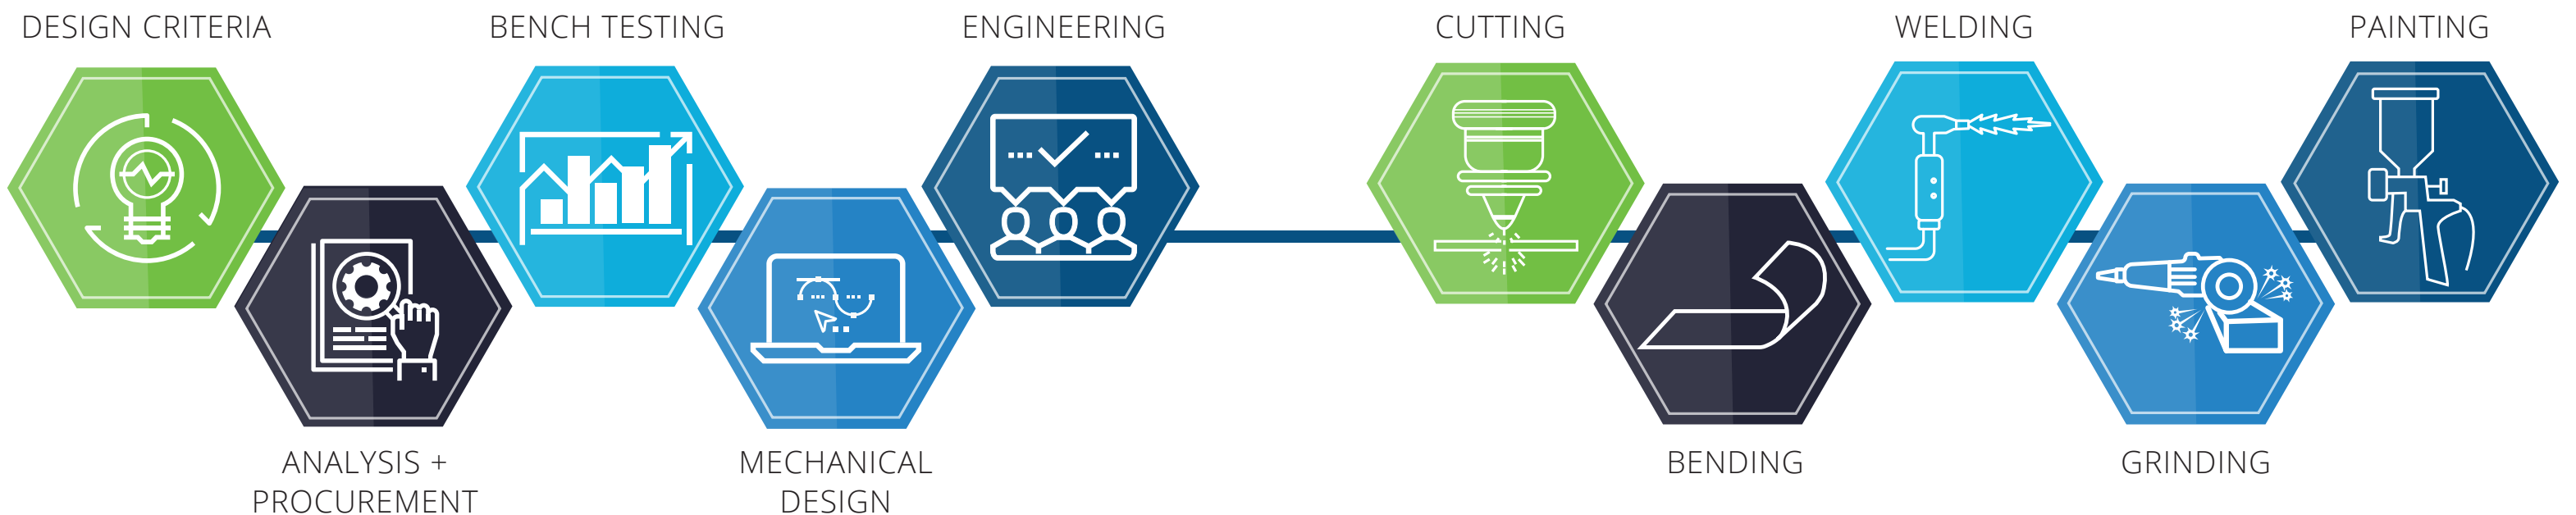 DESIGN CRITERIA
ANALYSIS +
PROCUREMENT
BENCH TESTING
MECHANICAL
DESIGN
ENGINEERING
CUTTING
BENDING
WELDING
GRINDING
PAINTING